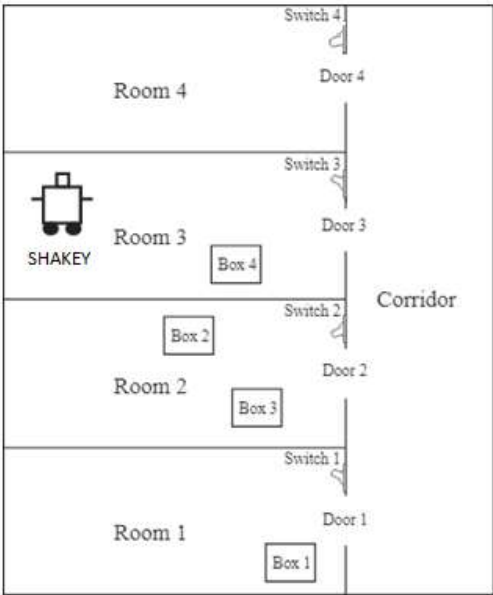 Switch 4
Door 4
Room 4
Switch 3
Room 3
Door 3
SHAKEY
Box 4
Corridor
Switch 2
Box 2
Door 2
Room 2
Box 3
Switch 1
Door 1
Room 1
Box 1